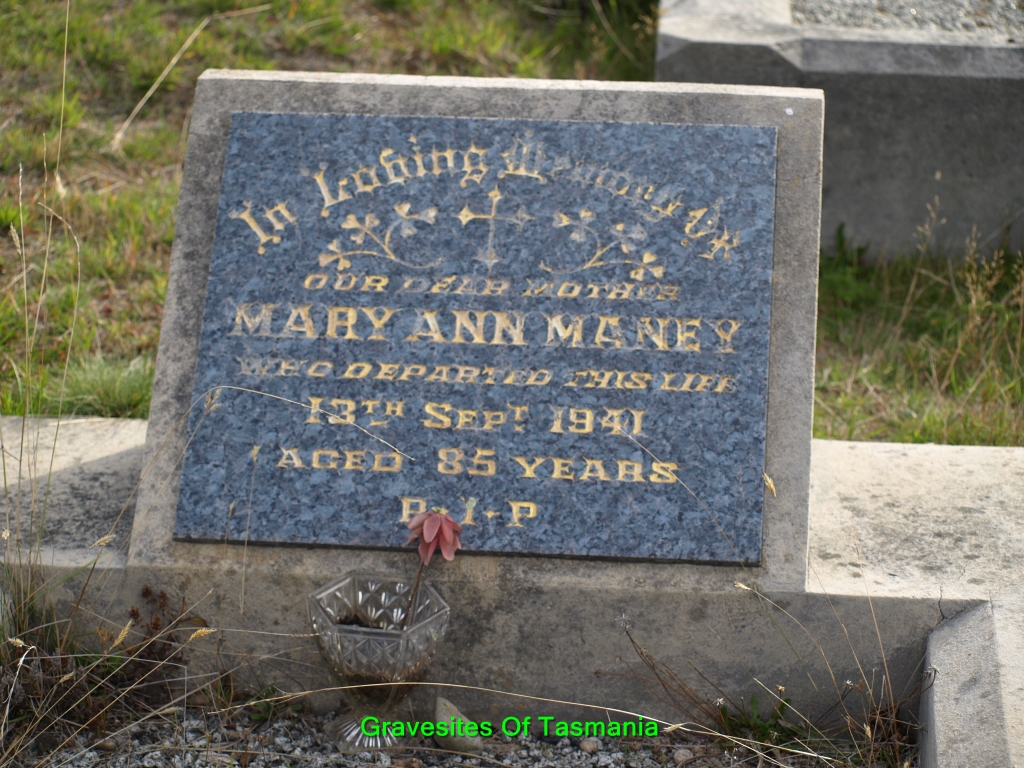 In Loving Memory Of
OUR DEAR MOTHER
MARY ANN MANEY
WHO DEPARTED THIS LIFE
13TH SEPT 1941
AGED 85 YEARS
R·I·P
Gravesites Of Tasmania